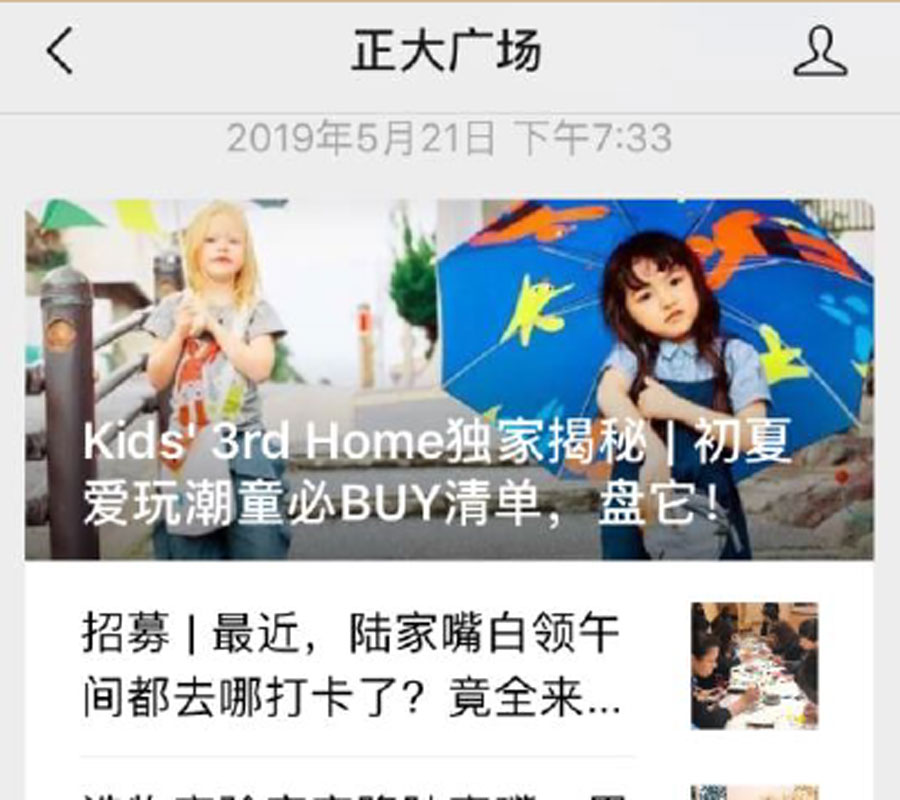 正大广场
2019年5月21日 下午7:33
Kids' 3rd Home独家揭秘 | 初夏
爱玩潮童必BUY清单，盘它！
招募 | 最近，陆家嘴白领午
间都去哪打卡了？竟全来...